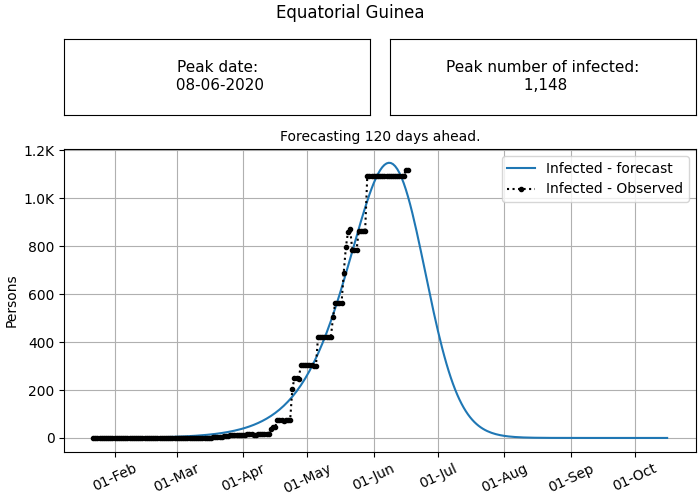 Equatorial Guinea
Peak date:
08-06-2020
Peak number of infected:
1,148
Forecasting 120 days ahead.
1.2K
1.0K
800
600
400
200
0
Persons
Infected - forecast
Infected - Observed
01-Feb
01-Mar
01-Apr
01-May
01-Jun
01-Jul
01-Aug
01-Sep
01-Oct